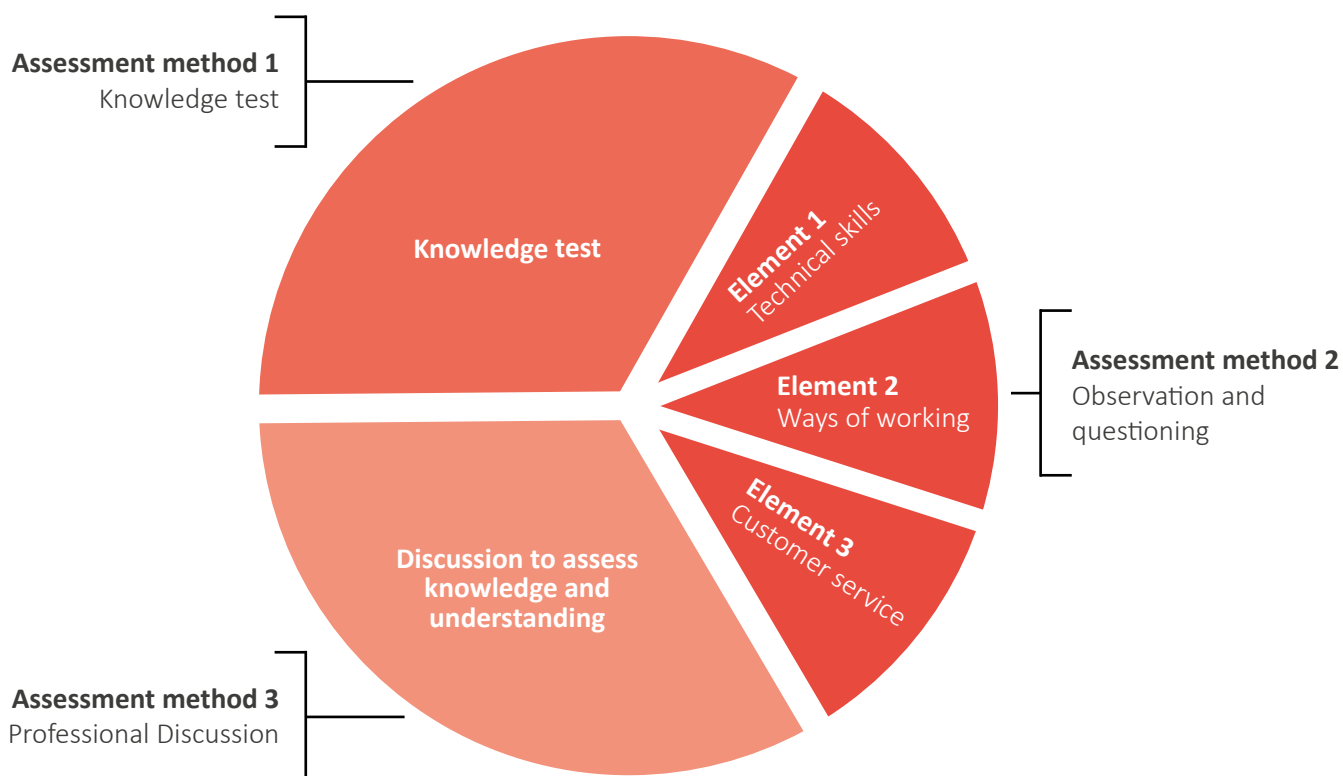 Assessment method 1
Knowledge test
Knowledge test
Element 1
Technical skills
Element 2
Ways of working
Assessment method 2
Observation and
questioning
Element 3
Customer service
Discussion to assess
knowledge and
understanding
Assessment method 3
Professional Discussion